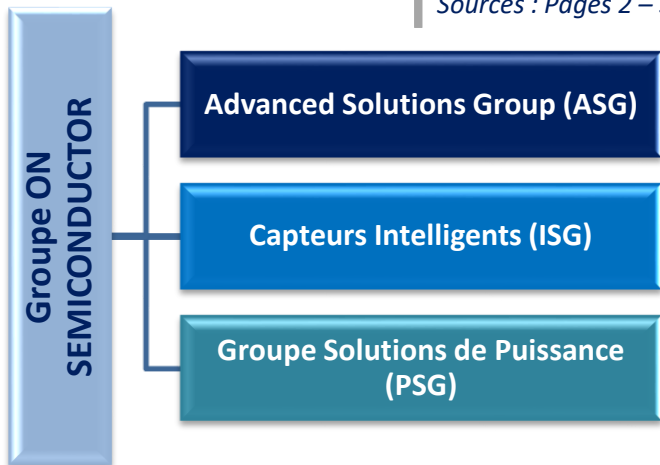 Sources : Pages 2 –
Groupe ON
SEMICONDUCTOR
Advanced Solutions Group (ASG)
Capteurs Intelligents (ISG)
Groupe Solutions de Puissance
(PSG)